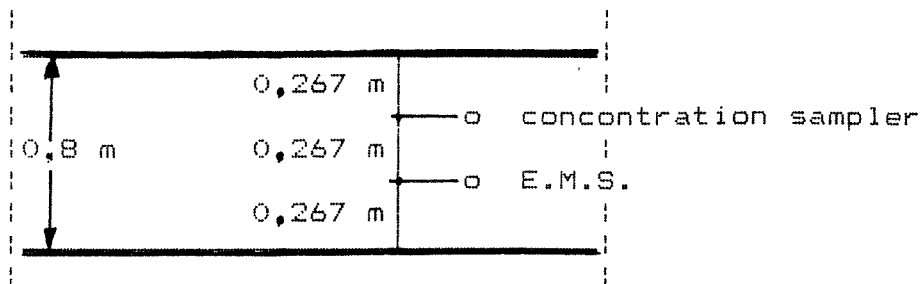 0,267 m
o concontration sampler
0.8 m
0,267 m
o E.M.S.
0,267 m